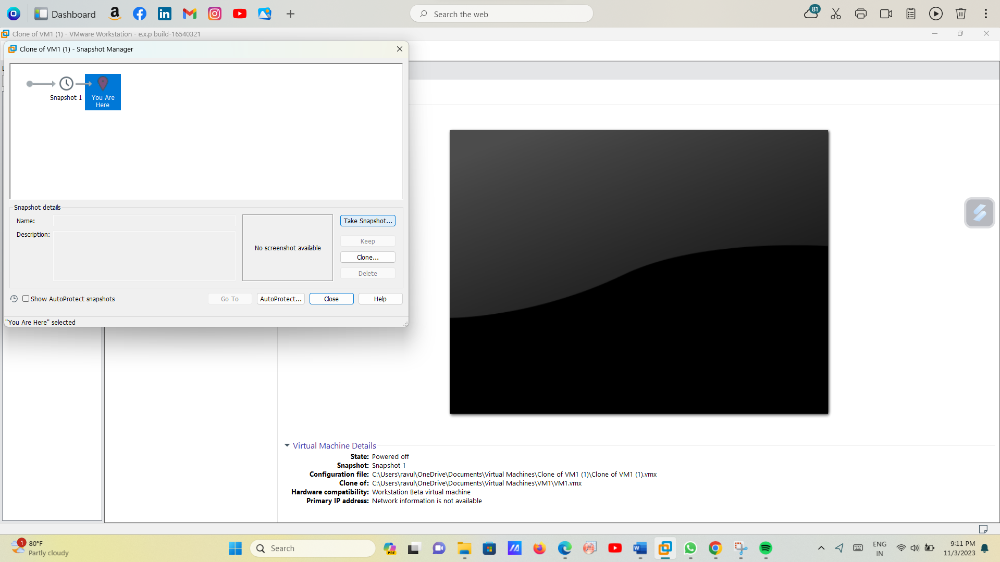 Dashboard
Search the web
81
Clone of VM1 (1) - VMware Workstation - e.x.p build-16540321
Clone of VM1 (1) - Snapshot Manager
Snapshot 1
You Are
Here
Snapshot details
Name:
Description:
No screenshot available
Take Snapshot...
Keep
Clone...
Delete
Show AutoProtect snapshots
Go To
AutoProtect...
Close
Help
"You Are Here" selected
Virtual Machine Details
State: Powered off
Snapshot: Snapshot 1
Configuration file: C:\Users\ravul\OneDrive\Documents\Virtual Machines\Clone of VM1 (1)\Clone of VM1 (1).vmx
Clone of: C:\Users\ravul\OneDrive\Documents\Virtual Machines\VM1\VM1.vmx
Hardware compatibility: Workstation Beta virtual machine
Primary IP address: Network information is not available
1
80°F
Partly cloudy
Search
PRE
ENG
IN
9:11 PM
11/3/2023